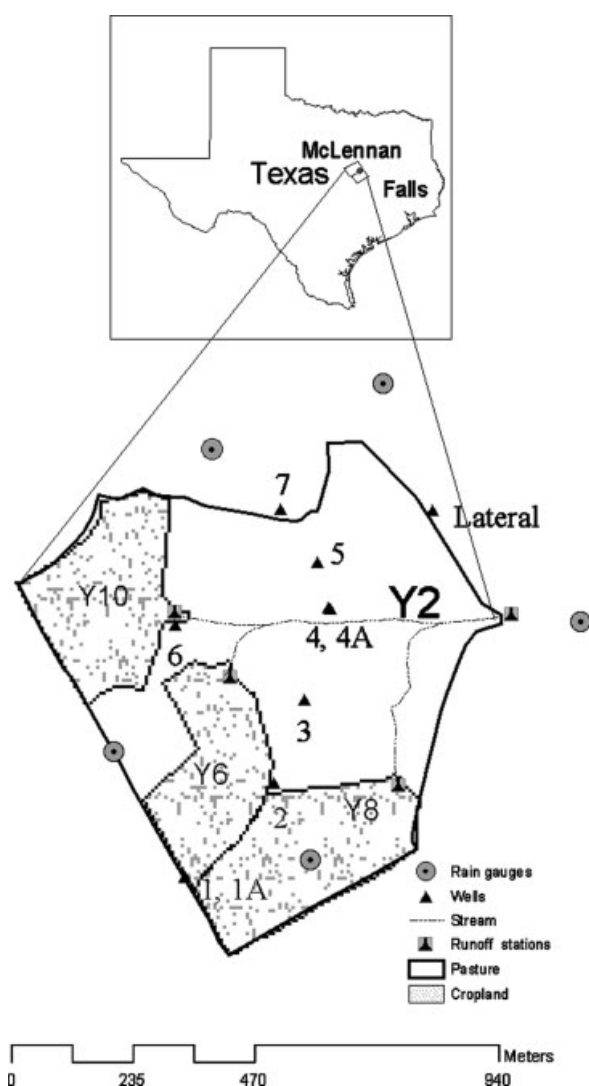 McLennan
Texas
Falls
7
Lateral
5
Y10
Y2
4, 4A
6
3
Y6
Y8
2
1, 1A
Rain gauges
Wells
Stream
Runoff stations
Pasture
Cropland
Meters
0
235
470
940